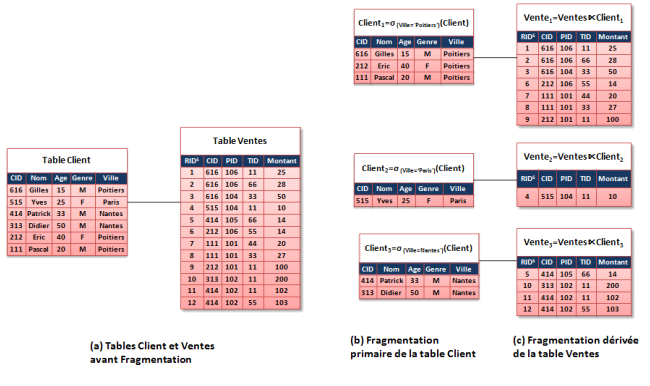 Table Client
CID Nom Age Genre Ville
616 Gilles 15 M Poitiers
515 Yves 25 F Paris
414 Patrick 33 M Nantes
313 Didier 50 M Nantes
212 Eric 40 F Poitiers
111 Pascal 20 M Poitiers
Table Ventes
RIDˢ CID PID TID Montant
1 616 106 11 25
2 616 106 66 28
3 616 104 33 50
4 515 104 11 10
5 414 105 66 14
6 212 106 55 14
7 111 101 44 20
8 111 101 33 27
9 212 101 11 100
10 313 102 11 200
11 414 102 11 102
12 414 102 55 103
(a) Tables Client et Ventes
avant Fragmentation
Client₁=σ (Ville='Poitiers')(Client)
CID Nom Age Genre Ville
616 Gilles 15 M Poitiers
212 Eric 40 M Poitiers
111 Pascal 20 M Poitiers
Client₂=σ (Ville='Paris')(Client)
CID Nom Age Genre Ville
515 Yves 25 F Paris
Client₃=σ (Ville=Nantes')(Client)
CID Nom Age Genre Ville
414 Patrick 33 M Nantes
313 Didier 50 M Nantes
(b) Fragmentation
primaire de la table Client
Vente₁=Ventes⋉Client₁
RIDˢ CID PID TID Montant
1 616 106 11 25
2 616 106 66 28
3 616 104 33 50
6 212 106 55 14
7 111 101 44 20
8 111 101 33 27
9 212 101 11 100
Vente₂=Ventes⋉Client₂
RIDˢ CID PID TID Montant
4 515 104 11 10
Vente₃=Ventes⋉Client₃
RIDˢ CID PID TID Montant
5 414 105 66 14
10 313 102 11 200
11 414 102 11 102
12 414 102 55 103
(c) Fragmentation dérivée
de la table Ventes